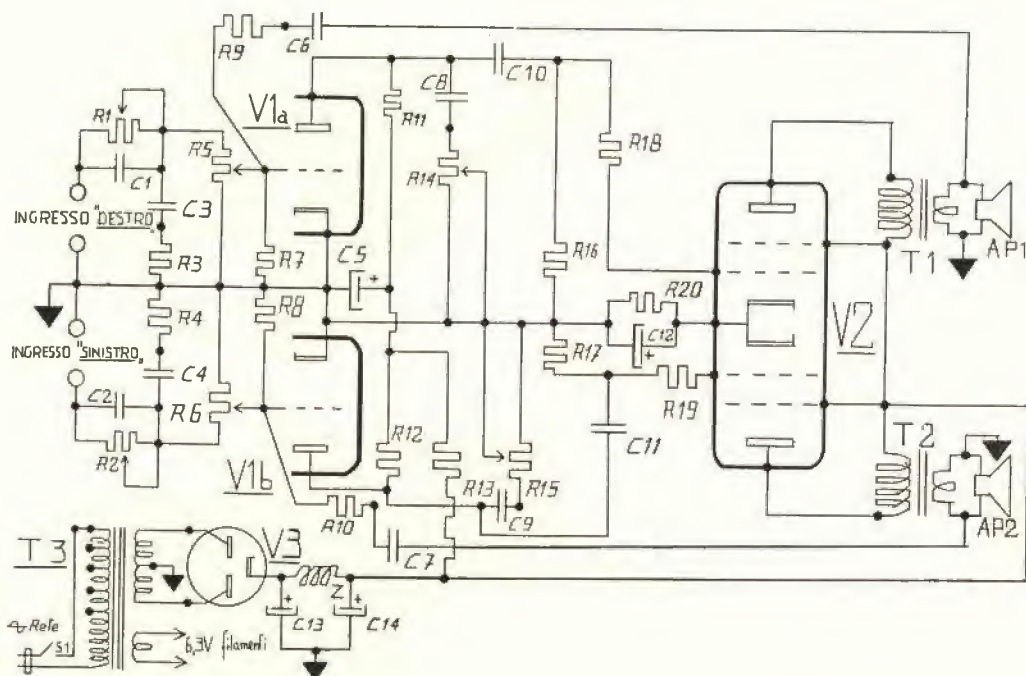 R9
C6
C10
C8
V1a
R11
R18
R1
R5
R14
C1
INGRESSO "DESTRO"
C3
T1
AP1
R3
R7
C5
+
R16
R20
R4
R8
C12
+
V2
INGRESSO "SINISTRO"
R17
C4
R19
C2
R6
T2
R12
C11
R2
V1b
R13
R15
R10
C9
AP2
T3
V3
C7
Z
+
+
C13
C14
Rete
S1
6,3V filamenti